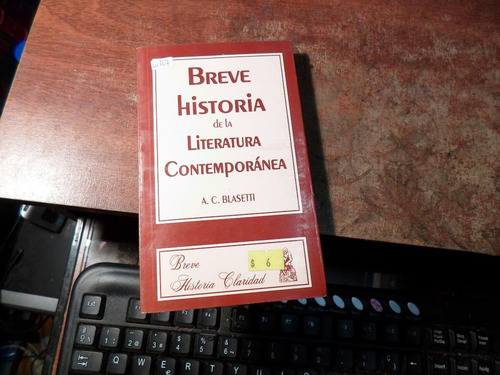 BREVE
HISTORIA
de la
LITERATURA
CONTEMPORÁNEA
A. C. BLASETTI
Breve
Historia Claridad
$ 6
Q W E R T Y U